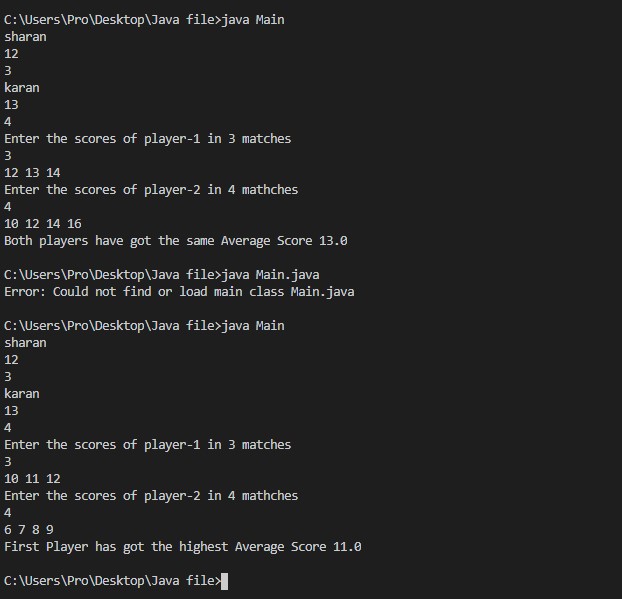 C:\Users\Pro\Desktop\Java file>java Main
sharan
12
3
karan
13
4
Enter the scores of player-1 in 3 matches
3
12 13 14
Enter the scores of player-2 in 4 mathches
4
10 12 14 16
Both players have got the same Average Score 13.0
C:\Users\Pro\Desktop\Java file>java Main.java
Error: Could not find or load main class Main.java
C:\Users\Pro\Desktop\Java file>java Main
sharan
12
3
karan
13
4
Enter the scores of player-1 in 3 matches
3
10 11 12
Enter the scores of player-2 in 4 mathches
4
6 7 8 9
First Player has got the highest Average Score 11.0
C:\Users\Pro\Desktop\Java file>